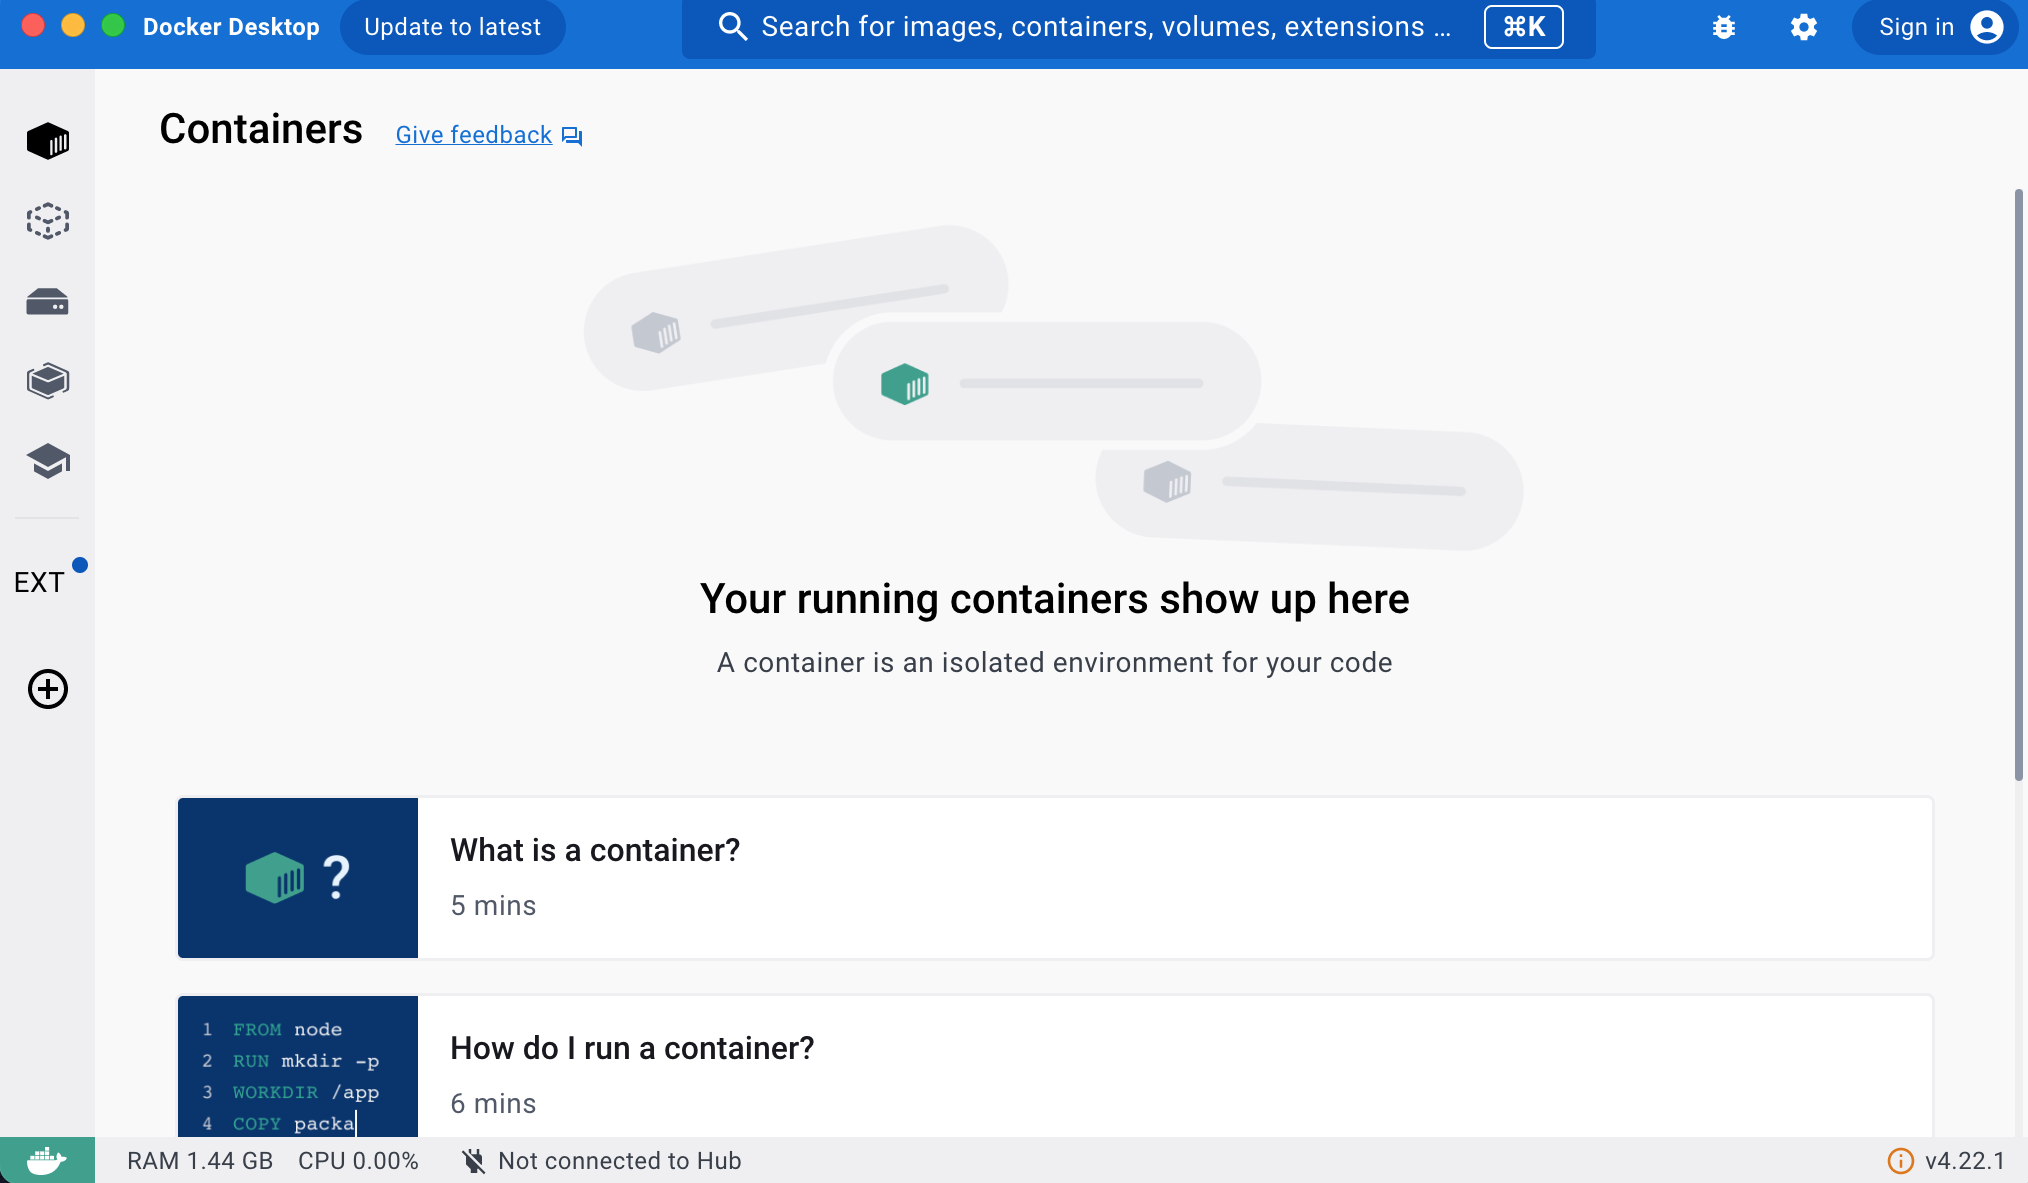 Docker Desktop
Update to latest
Search for images, containers, volumes, extensions ...
⌘K
Sign in
Containers
Give feedback
EXT
Your running containers show up here
A container is an isolated environment for your code
?
What is a container?
5 mins
1 FROM node
2 RUN mkdir -p
3 WORKDIR /app
4 COPY packa
How do I run a container?
6 mins
RAM 1.44 GB CPU 0.00% Not connected to Hub
v4.22.1